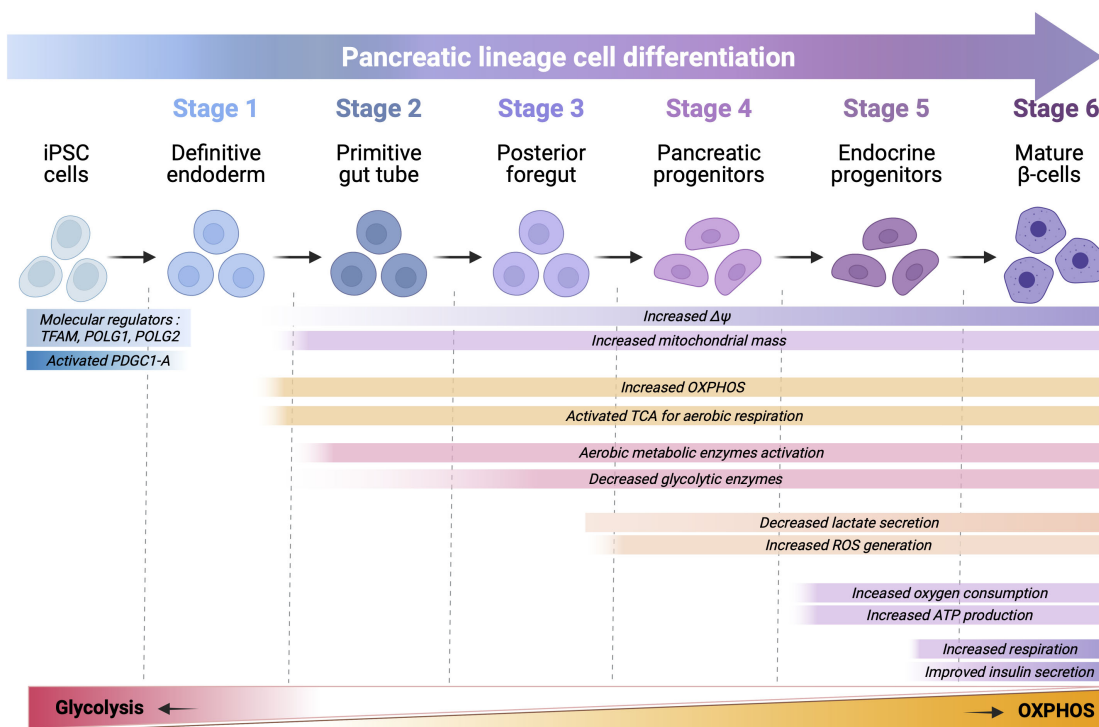 Pancreatic lineage cell differentiation
Stage 1
Stage 2
Stage 3
Stage 4
Stage 5
Stage 6
iPSC
cells
Definitive
endoderm
Primitive
gut tube
Posterior
foregut
Pancreatic
progenitors
Endocrine
progenitors
Mature
β-cells
Molecular regulators :
TFAM, POLG1, POLG2
Activated PDGC1-A
Increased Δψ
Increased mitochondrial mass
Increased OXPHOS
Activated TCA for aerobic respiration
Aerobic metabolic enzymes activation
Decreased glycolytic enzymes
Decreased lactate secretion
Increased ROS generation
Inceased oxygen consumption
Increased ATP production
Increased respiration
Improved insulin secretion
Glycolysis
OXPHOS